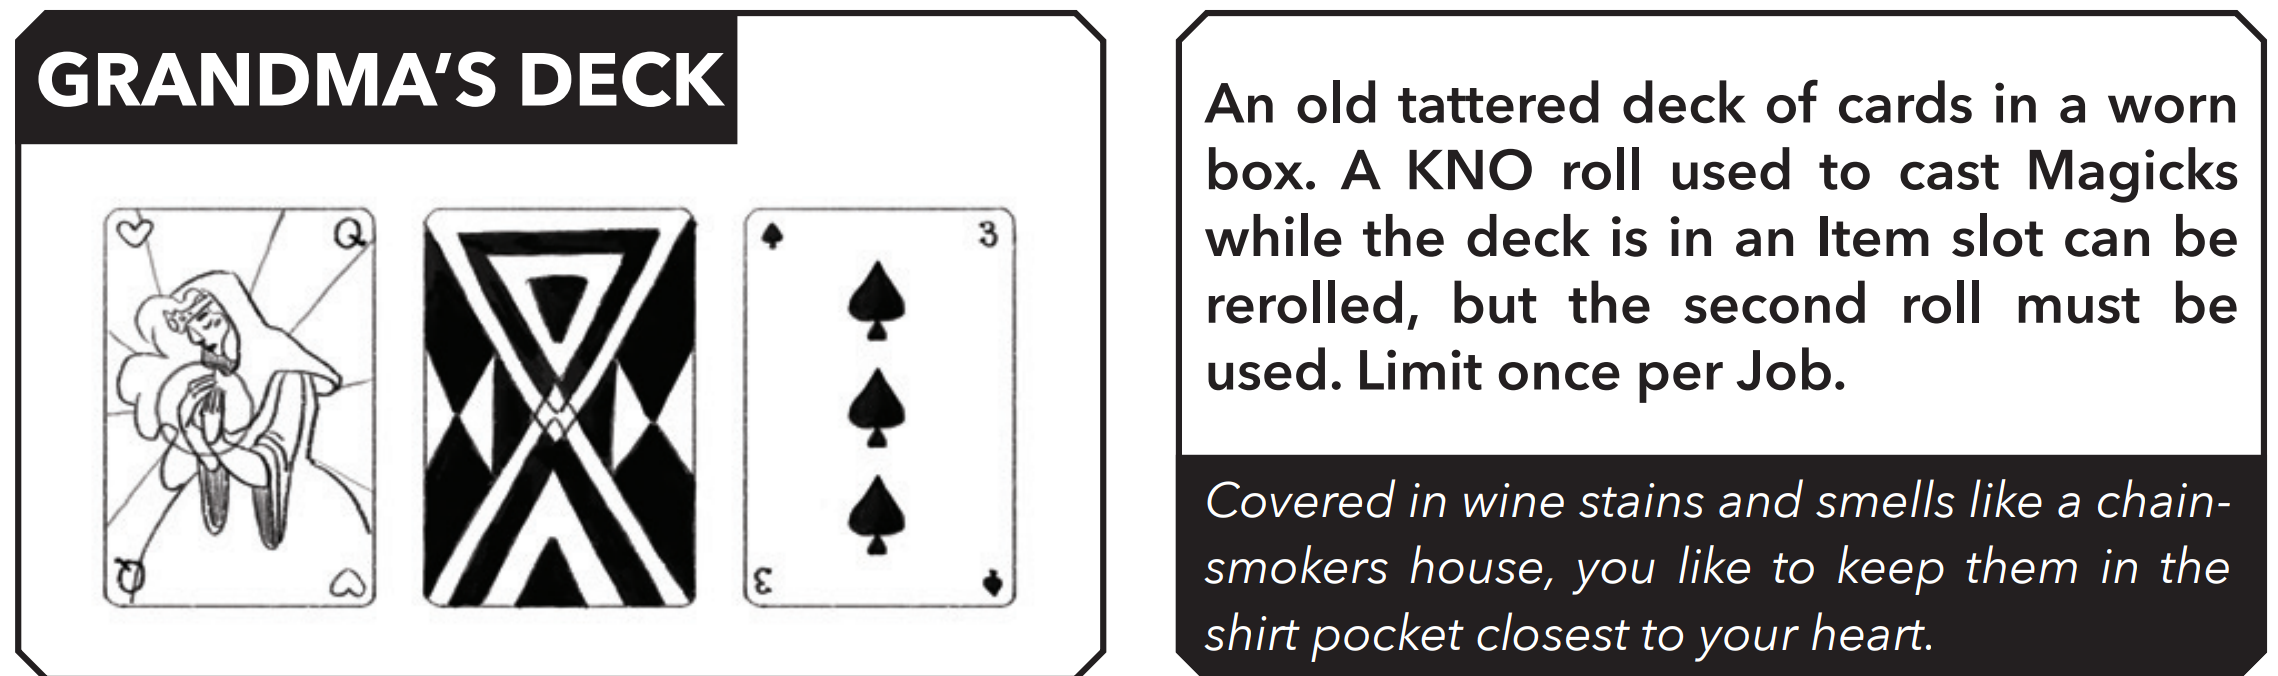 GRANDMA'S DECK
Q
Q
3
3
An old tattered deck of cards in a worn
box. A KNO roll used to cast Magicks
while the deck is in an Item slot can be
rerolled, but the second roll must be
used. Limit once per Job.
Covered in wine stains and smells like a chain-
smokers house, you like to keep them in the
shirt pocket closest to your heart.